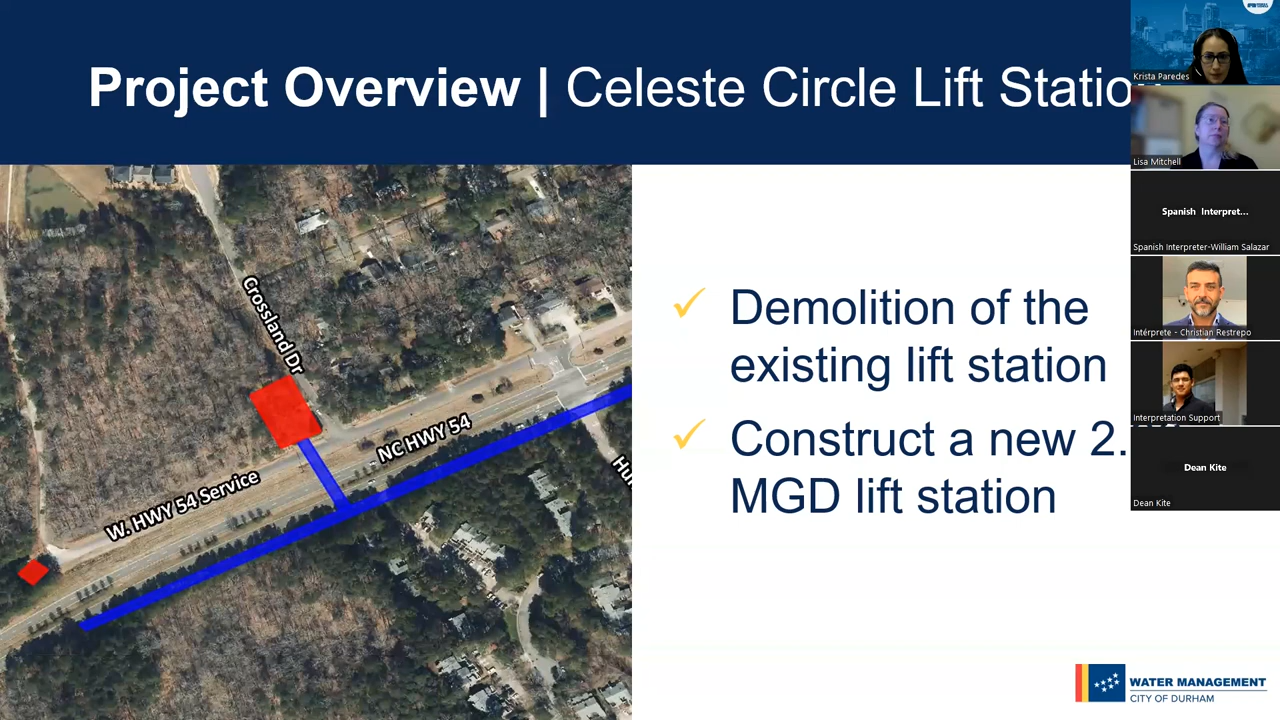 Project Overview | Celeste Circle Lift Statio
Demolition of the
existing lift station
Construct a new 2.
MGD lift station
Crossland Dr
NC HWY 54
W. HWY 54 Service
WATER MANAGEMENT
CITY OF DURHAM
Krista Paredes
Lisa Mitchell
Spanish Interpret...
Spanish Interpreter-William Salazar
Intérprete - Christian Restrepo
Interpretation Support
Dean Kite
Dean Kite